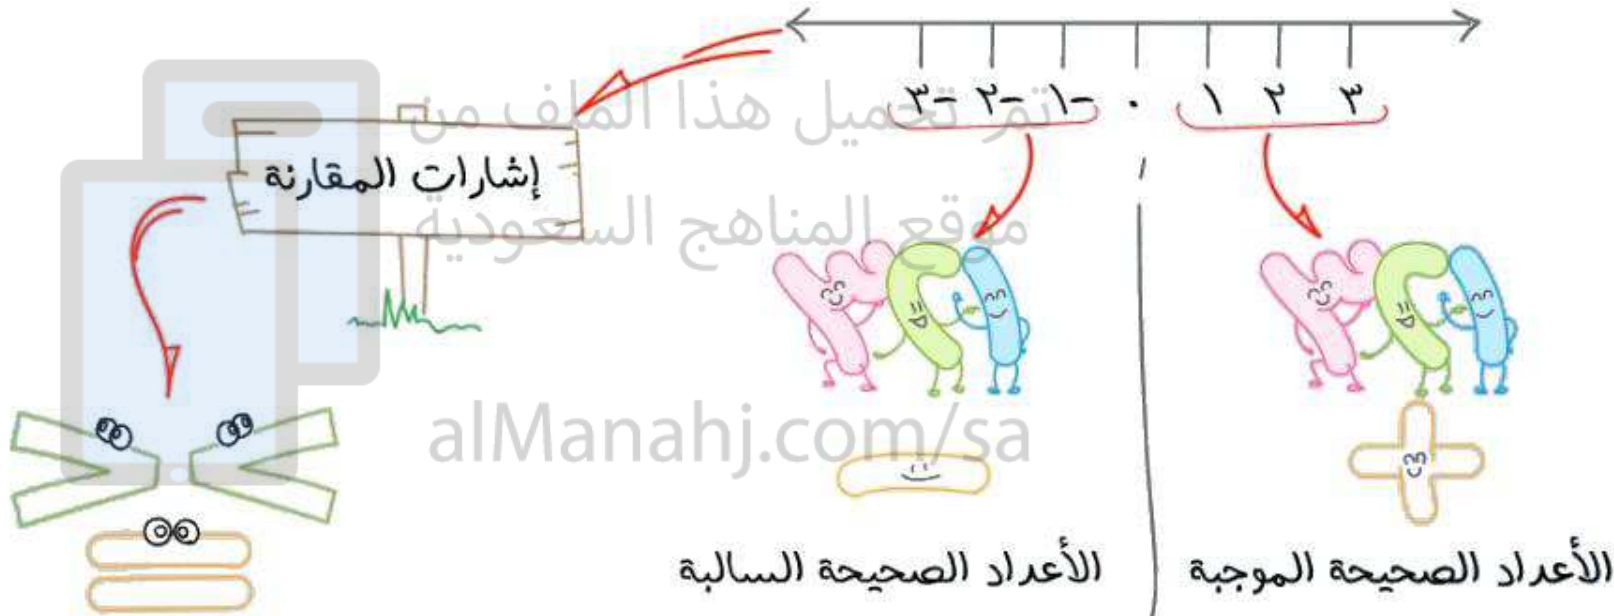 -٣ -٢ -١ ٠ ١ ٢ ٣
تم تحميل هذا الملف من
إشارات المقارنة
موقع المناهج السعودية
alManahj.com/sa
الأعداد الصحيحة الموجبة
الأعداد الصحيحة السالبة